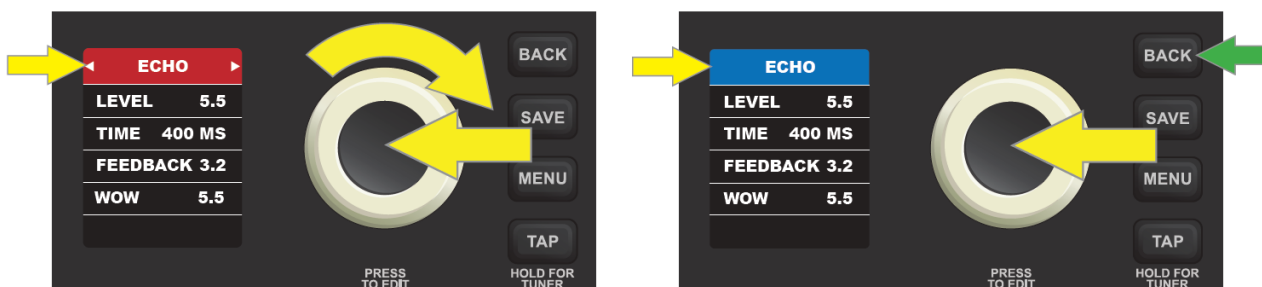 ECHO
LEVEL 5.5
TIME 400 MS
FEEDBACK 3.2
WOW 5.5
PRESS
TO EDIT
BACK
SAVE
MENU
TAP
HOLD FOR
TUNER
ECHO
LEVEL 5.5
TIME 400 MS
FEEDBACK 3.2
WOW 5.5
PRESS
TO EDIT
BACK
SAVE
MENU
TAP
HOLD FOR
TUNER